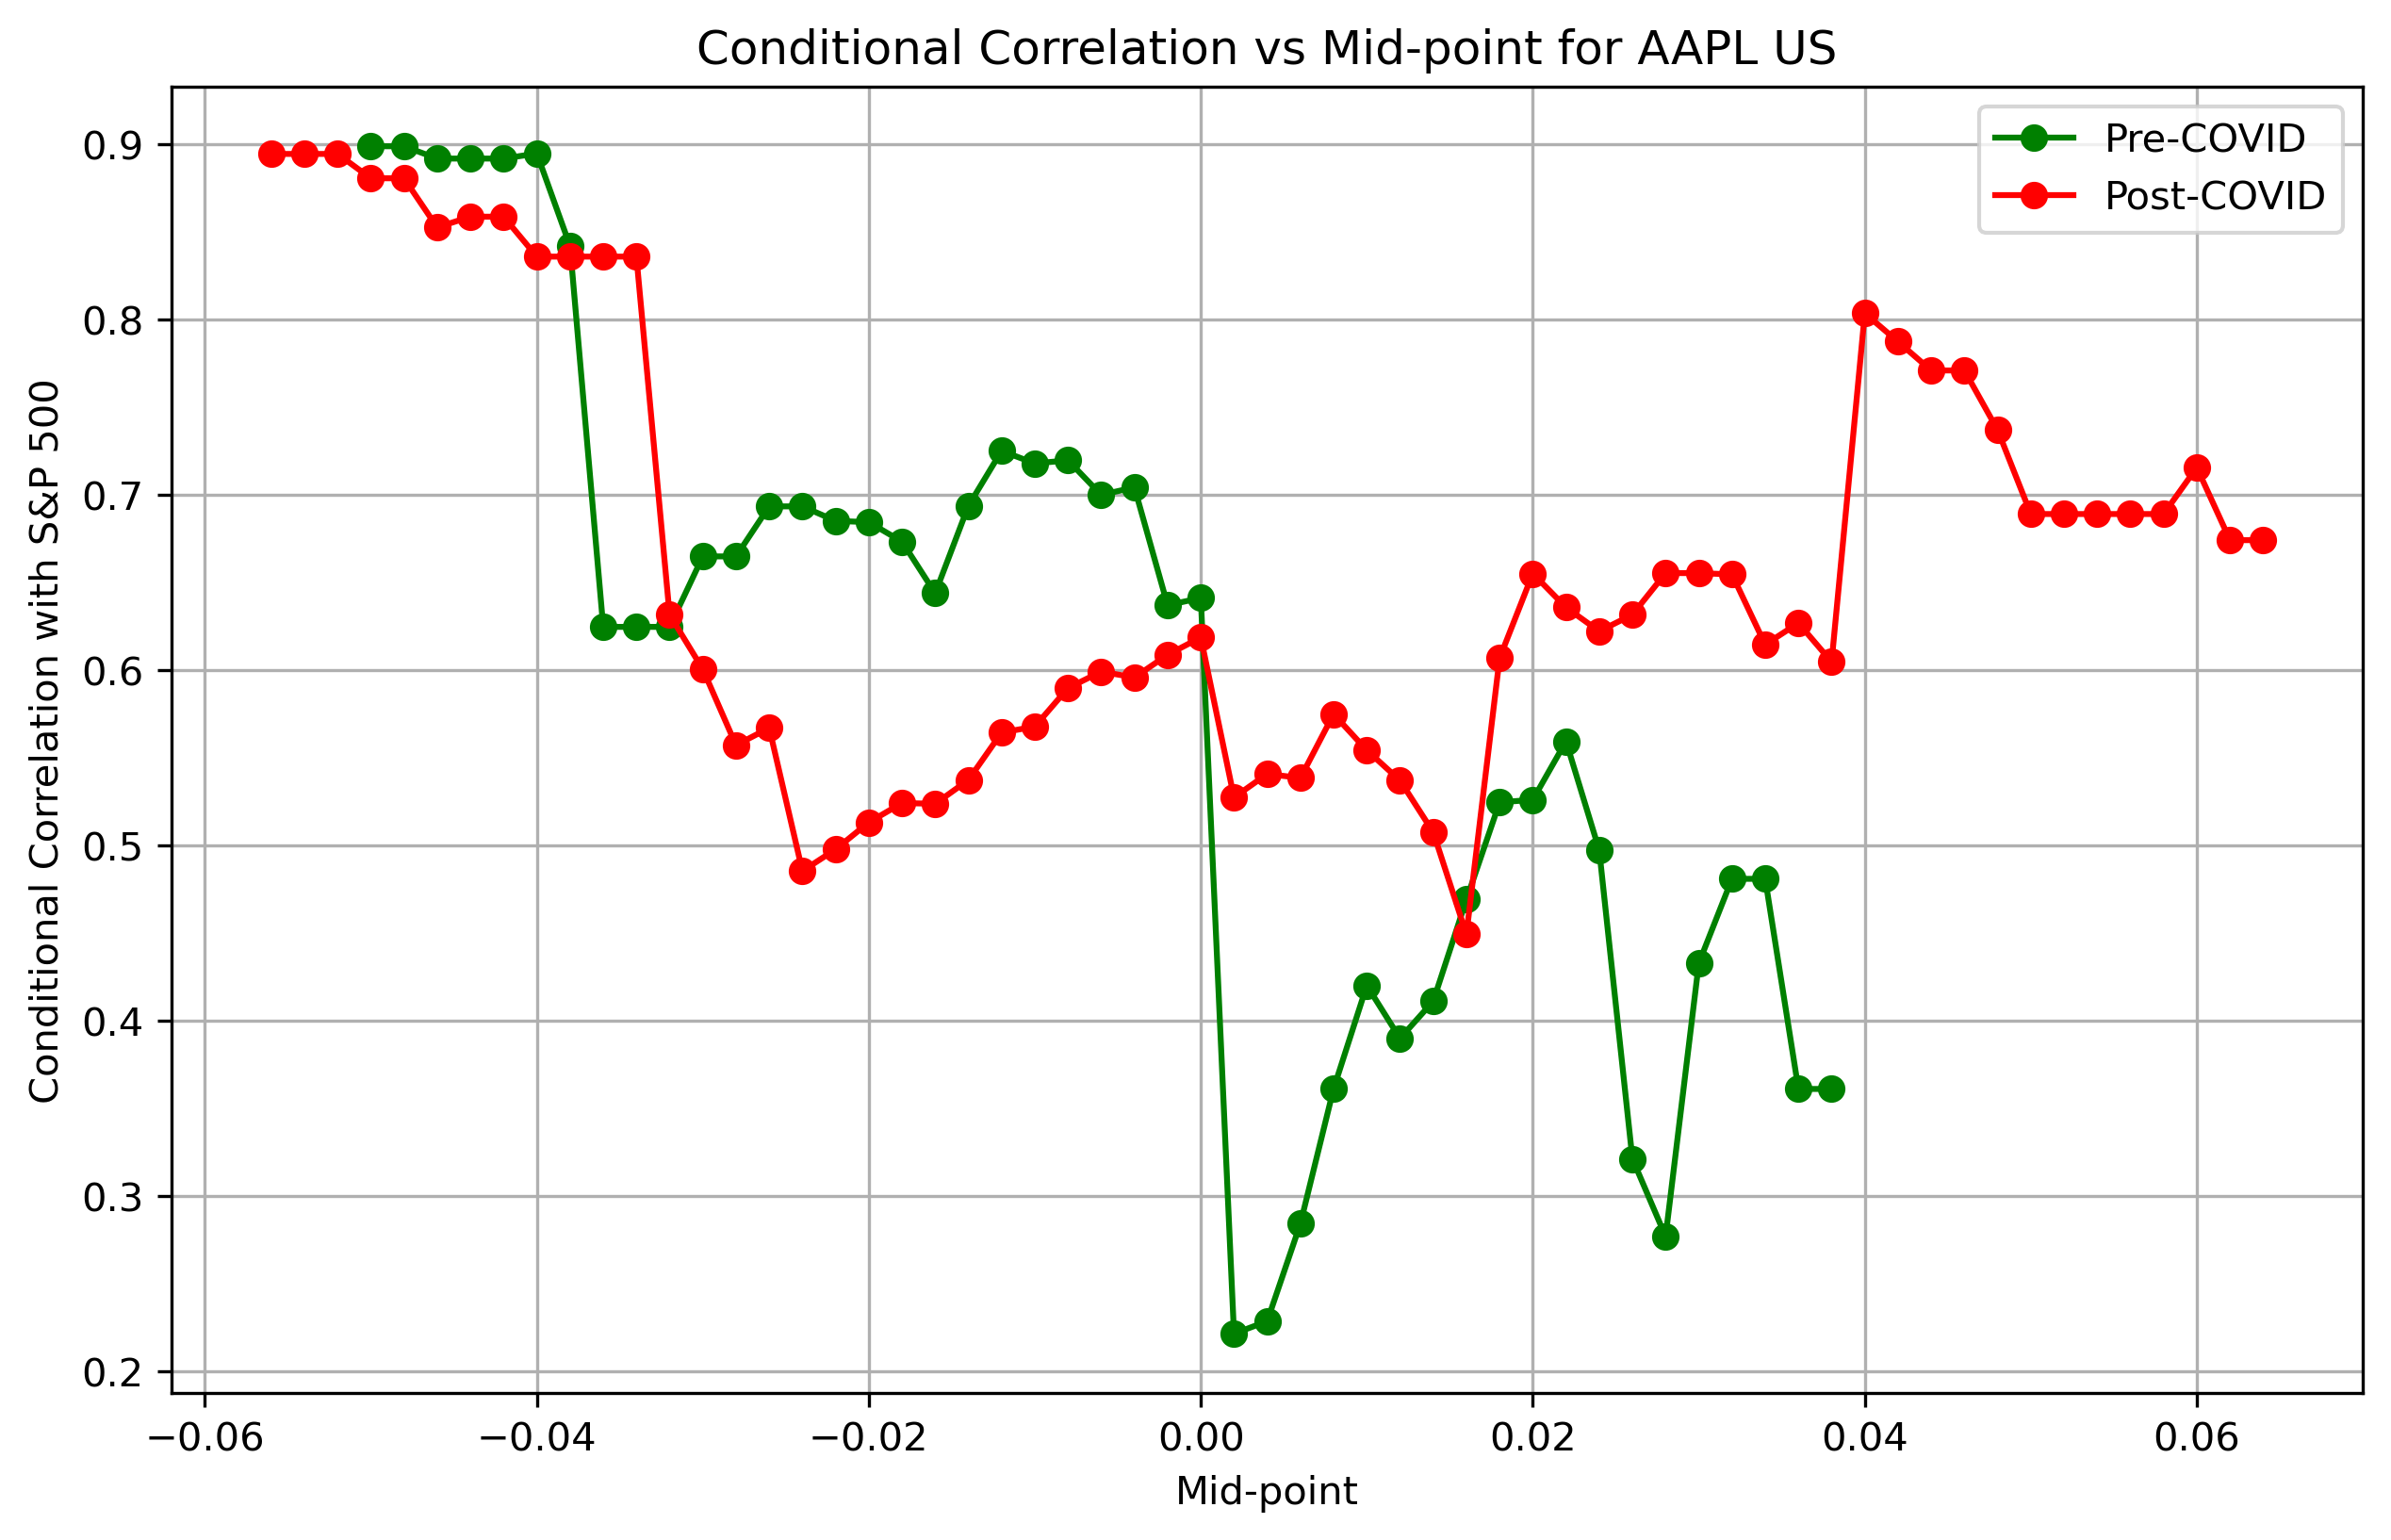 Conditional Correlation vs Mid-point for AAPL US
Pre-COVID
Post-COVID
Conditional Correlation with S&P 500
0.9
0.8
0.7
0.6
0.5
0.4
0.3
0.2
−0.06 −0.04 −0.02 0.00 0.02 0.04 0.06
Mid-point